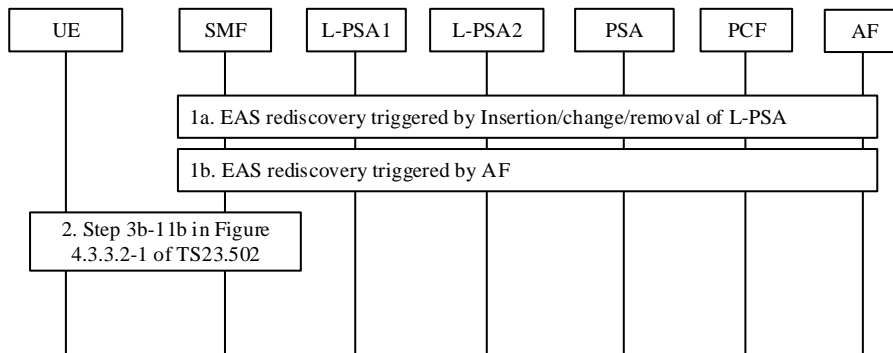 UE SMF L-PSA1 L-PSA2 PSA PCF AF
1a. EAS rediscovery triggered by Insertion/change/removal of L-PSA
1b. EAS rediscovery triggered by AF
2. Step 3b-11b in Figure
4.3.3.2-1 of TS23.502